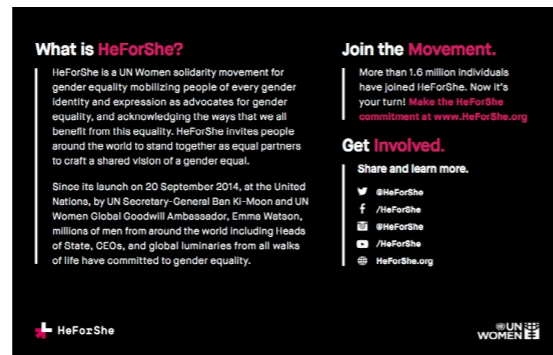 What is HeForShe?
HeForShe is a UN Women solidarity movement for
gender equality mobilizing people of every gender
identity and expression as advocates for gender
equality, and acknowledging the ways that we all
benefit from this equality. HeForShe invites people
around the world to stand together as equal partners
to craft a shared vision of a gender equal.
Since its launch on 20 September 2014, at the United
Nations, by UN Secretary-General Ban Ki-Moon and UN
Women Global Goodwill Ambassador, Emma Watson,
millions of men from around the world including Heads
of State, CEOs, and global luminaries from all walks
of life have committed to gender equality.
Join the Movement.
More than 1.6 million individuals
have joined HeForShe. Now it's
your turn! Make the HeForShe
commitment at www.HeForShe.org
Get Involved.
Share and learn more.
@HeForShe
/HeForShe
@HeForShe
/HeForShe
HeForShe.org
HeForShe
UN
WOMEN